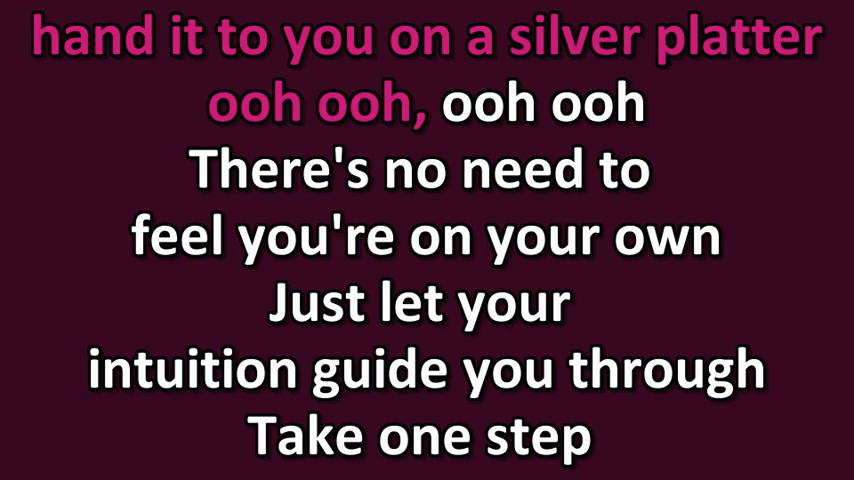 hand it to you on a silver platter
ooh ooh, ooh ooh
There's no need to
feel you're on your own
Just let your
intuition guide you through
Take one step